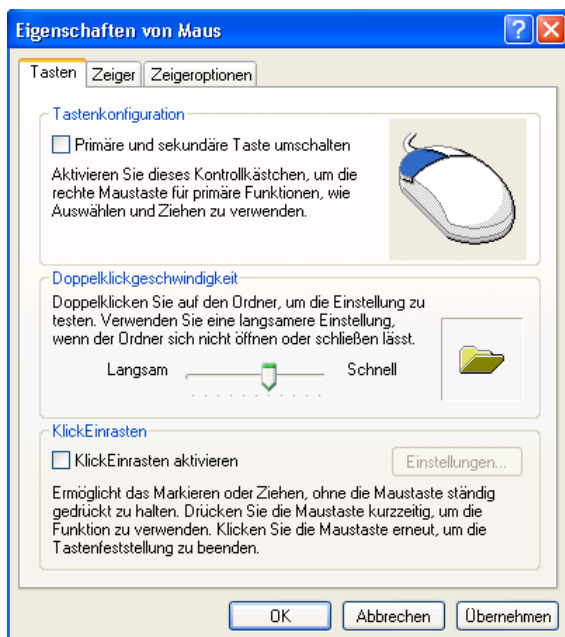 Eigenschaften von Maus
Tasten
Zeiger
Zeigeroptionen
Tastenkonfiguration
Primäre und sekundäre Taste umschalten
Aktivieren Sie dieses Kontrollkästchen, um die
rechte Maustaste für primäre Funktionen, wie
Auswählen und Ziehen zu verwenden.
Doppelklickgeschwindigkeit
Doppelklicken Sie auf den Ordner, um die Einstellung zu
testen. Verwenden Sie eine langsamere Einstellung,
wenn der Ordner sich nicht öffnen oder schließen lässt.
Langsam
Schnell
KlickEinrasten
KlickEinrasten aktivieren
Einstellungen...
Ermöglicht das Markieren oder Ziehen, ohne die Maustaste ständig
gedrückt zu halten. Drücken Sie die Maustaste kurzzeitig, um die
Funktion zu verwenden. Klicken Sie die Maustaste erneut, um die
Tastenfeststellung zu beenden.
OK
Abbrechen
Übernehmen